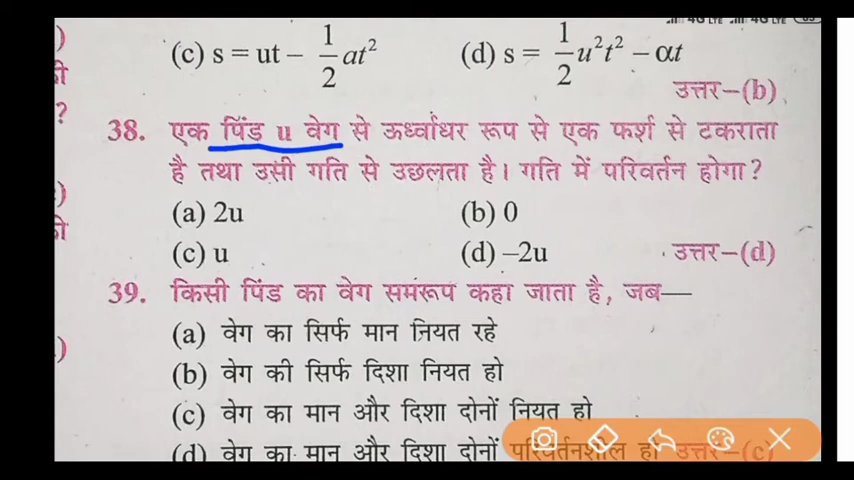 (c) s = ut – 1/2 at² (d) s = 1/2 u²t² – αt
उत्तर–(b)
38. एक पिंड u वेग से ऊर्ध्वाधर रूप से एक फर्श से टकराता
है तथा उसी गति से उछलता है। गति में परिवर्तन होगा?
(a) 2u (b) 0
(c) u (d) –2u उत्तर–(d)
39. किसी पिंड का वेग समरूप कहा जाता है, जब—
(a) वेग का सिर्फ मान नियत रहे
(b) वेग की सिर्फ दिशा नियत हो
(c) वेग का मान और दिशा दोनों नियत हो
(d) वेग का मान और दिशा दोनों परिवर्तनशील हो उत्तर–(c)